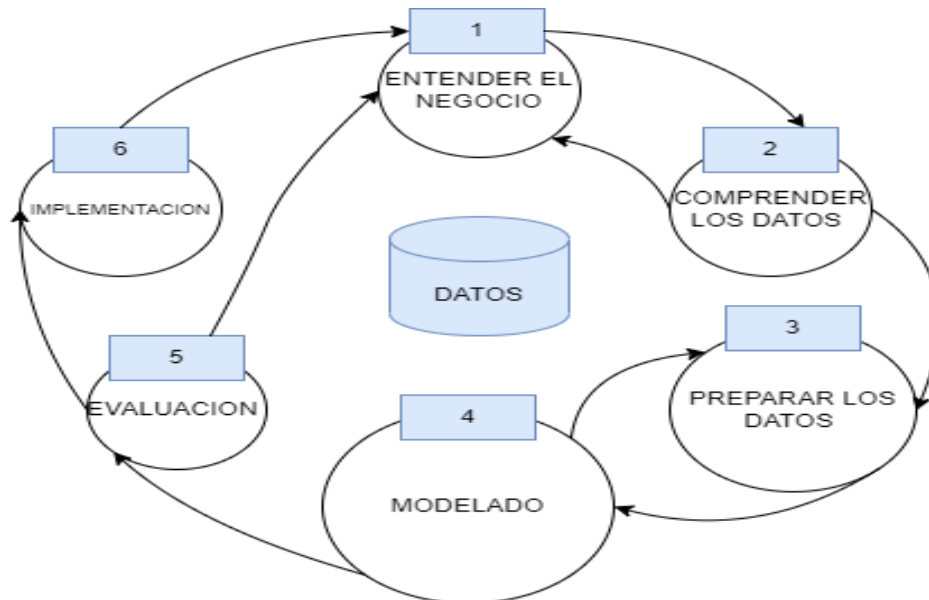 1
ENTENDER EL
NEGOCIO
2
COMPRENDER
LOS DATOS
3
PREPARAR LOS
DATOS
4
MODELADO
5
EVALUACION
6
IMPLEMENTACION
DATOS